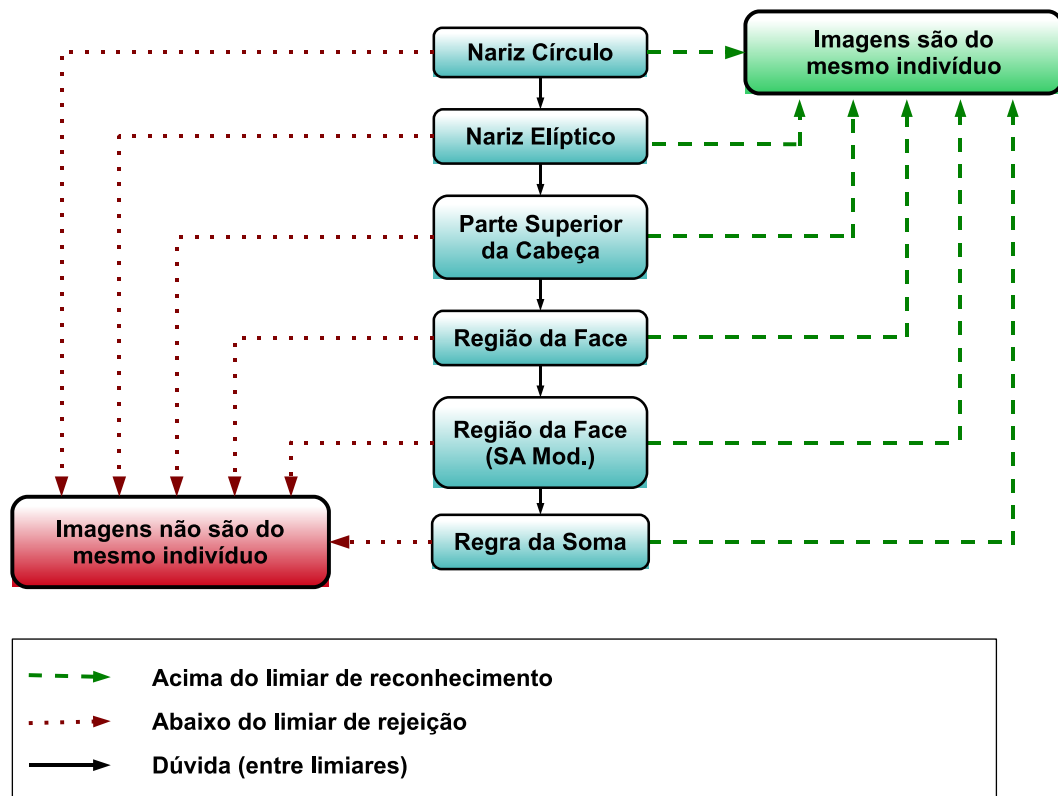 Nariz Círculo
Imagens são do
mesmo indivíduo
Nariz Elíptico
Parte Superior
da Cabeça
Região da Face
Região da Face
(SA Mod.)
Imagens não são do
mesmo indivíduo
Regra da Soma
Acima do limiar de reconhecimento
Abaixo do limiar de rejeição
Dúvida (entre limiares)